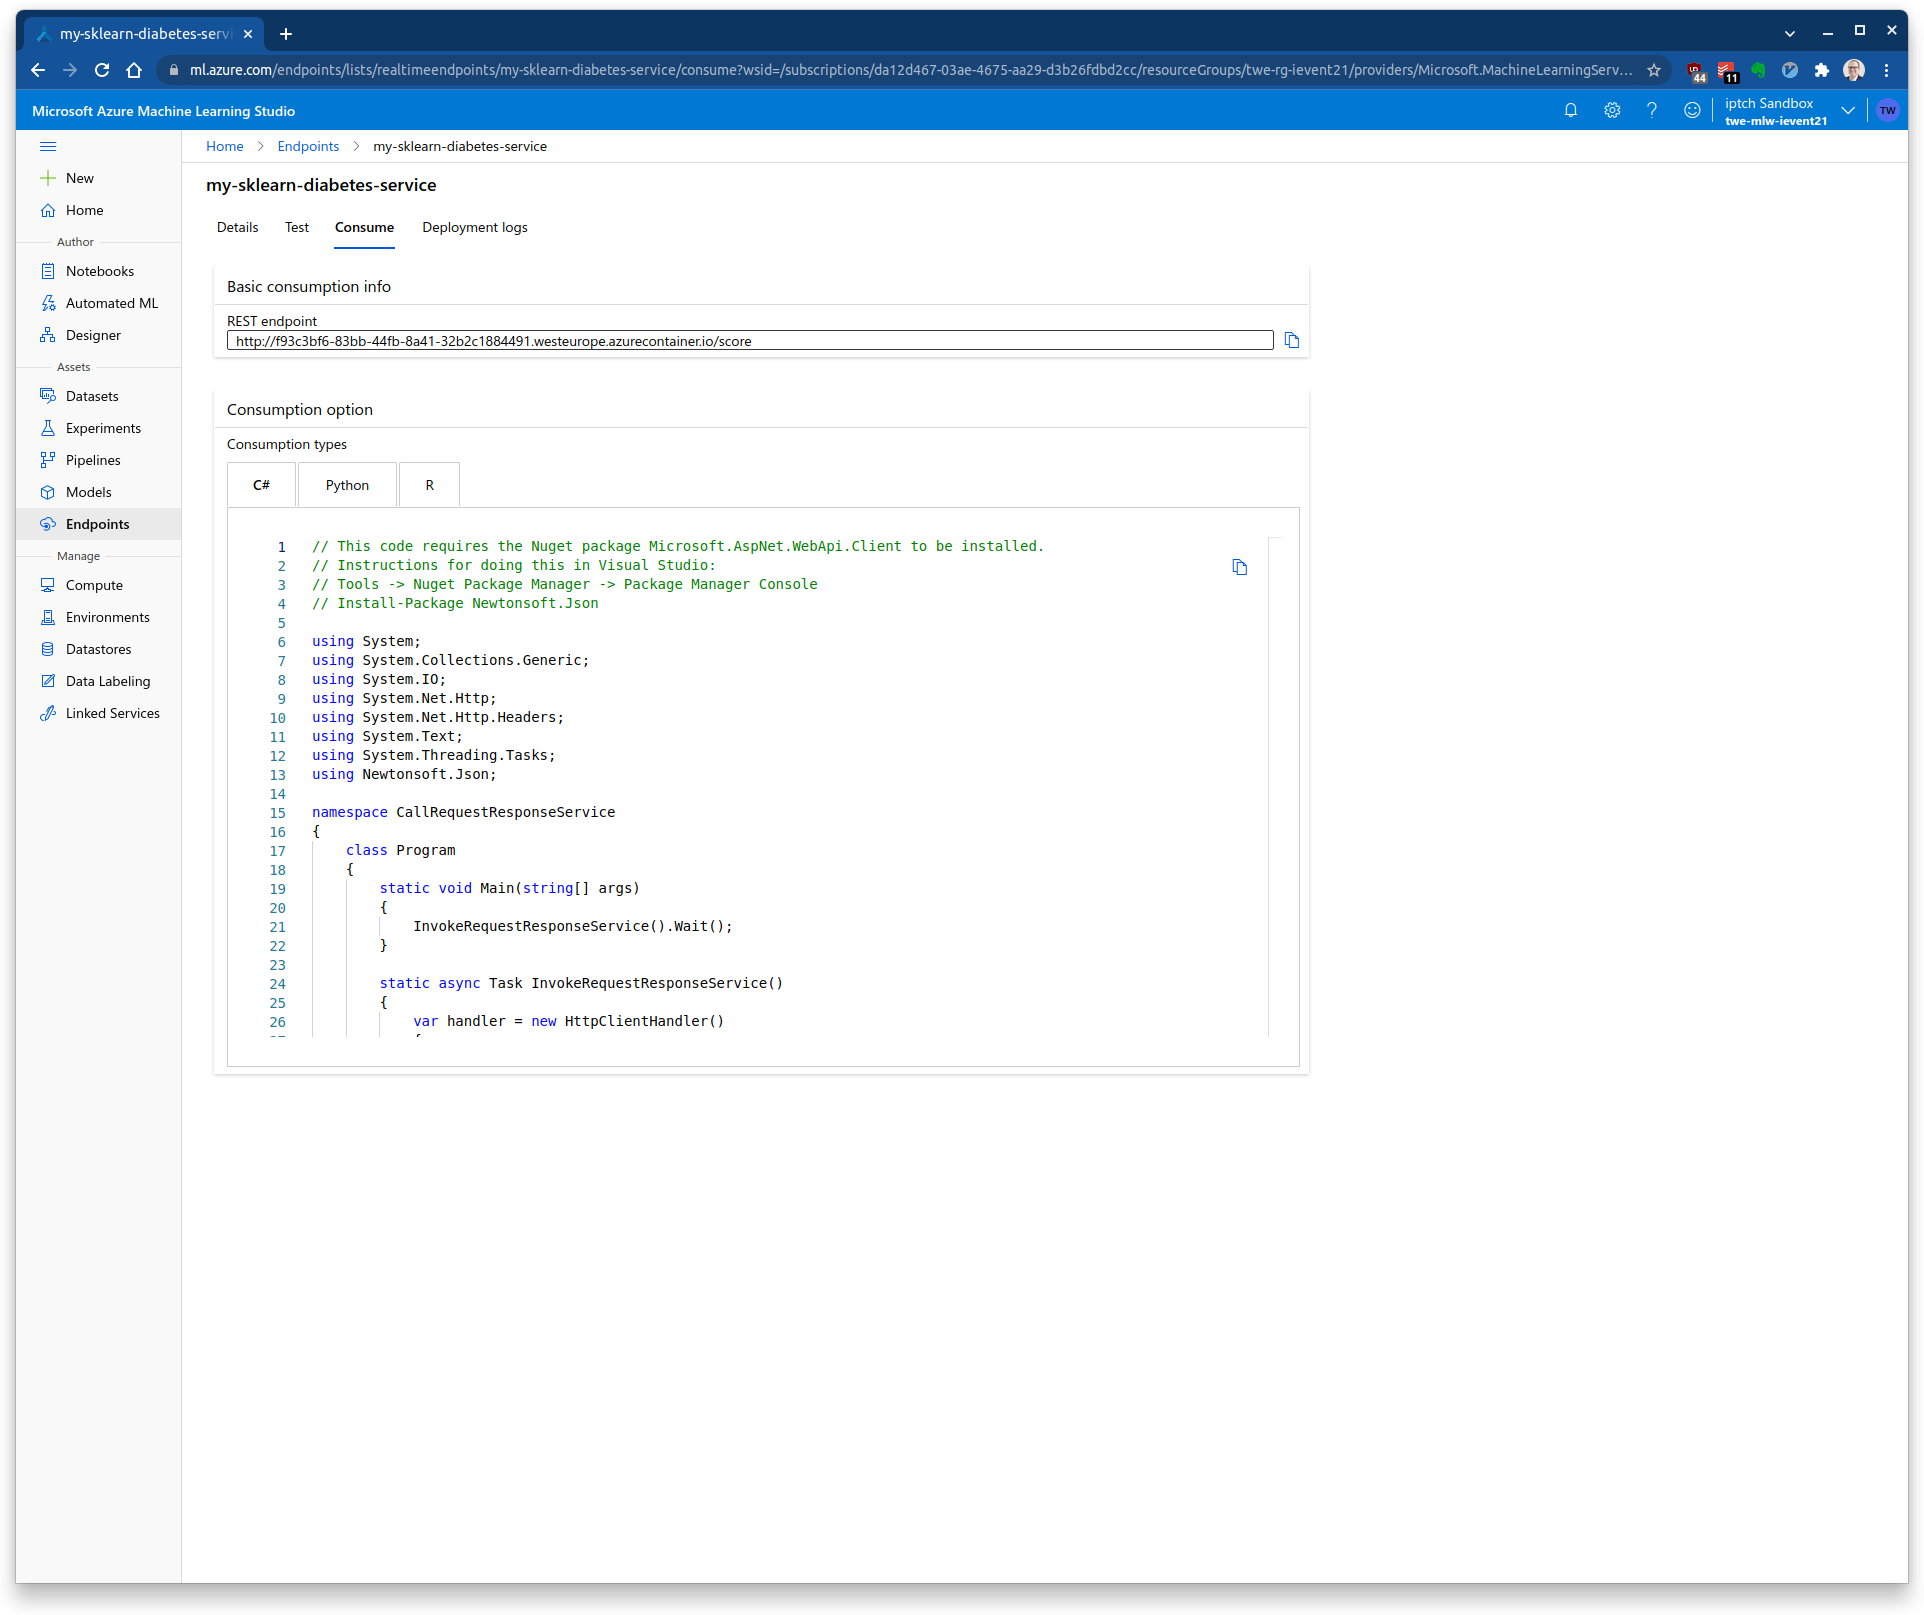 my-sklearn-diabetes-servi
ml.azure.com/endpoints/lists/realtimeendpoints/my-sklearn-diabetes-service/consume?wsid=/subscriptions/da12d467-03ae-4675-aa29-d3b26fdbd2cc/resourceGroups/twe-rg-ievent21/providers/Microsoft.MachineLearningServ…
44
11
Microsoft Azure Machine Learning Studio
iptch Sandbox
twe-mlw-ievent21
TW
Home > Endpoints > my-sklearn-diabetes-service
New
Home
Author
Notebooks
Automated ML
Designer
Assets
Datasets
Experiments
Pipelines
Models
Endpoints
Manage
Compute
Environments
Datastores
Data Labeling
Linked Services
my-sklearn-diabetes-service
Details Test Consume Deployment logs
Basic consumption info
REST endpoint
http://f93c3bf6-83bb-44fb-8a41-32b2c1884491.westeurope.azurecontainer.io/score
Consumption option
Consumption types
C# Python R
1 // This code requires the Nuget package Microsoft.AspNet.WebApi.Client to be installed.
2 // Instructions for doing this in Visual Studio:
3 // Tools -> Nuget Package Manager -> Package Manager Console
4 // Install-Package Newtonsoft.Json
5
6 using System;
7 using System.Collections.Generic;
8 using System.IO;
9 using System.Net.Http;
10 using System.Net.Http.Headers;
11 using System.Text;
12 using System.Threading.Tasks;
13 using Newtonsoft.Json;
14
15 namespace CallRequestResponseService
16 {
17 class Program
18 {
19 static void Main(string[] args)
20 {
21 InvokeRequestResponseService().Wait();
22 }
23
24 static async Task InvokeRequestResponseService()
25 {
26 var handler = new HttpClientHandler()